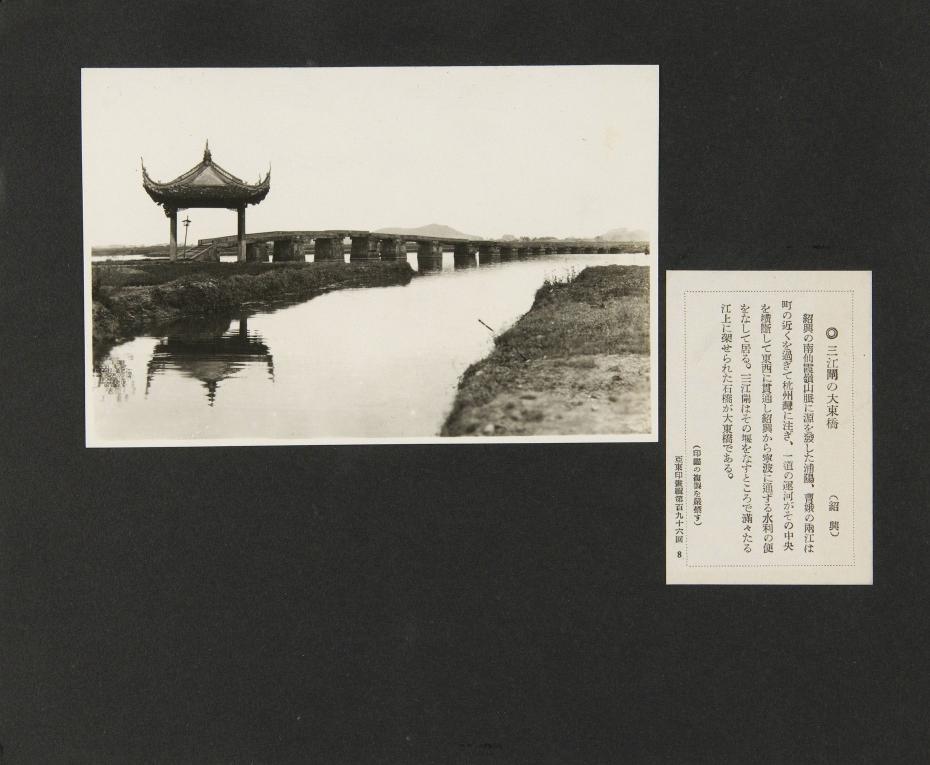 ◎三江閘の大東橋 （紹興）
紹興の南仙霞嶺山脈に源を發した浦陽、曹娥の兩江は
町の近くを過ぎて杭州灣に注ぎ、一道の運河がその中央
を橫斷して東西に貫通し紹興から寧波に通ずる水利の便
をなして居る。三江閘はその堰をなすところで滿々たる
江上に架せられた石橋が大東橋である。
（印畫の複製を嚴禁す）
亞東印畫輯第百九十六回 8